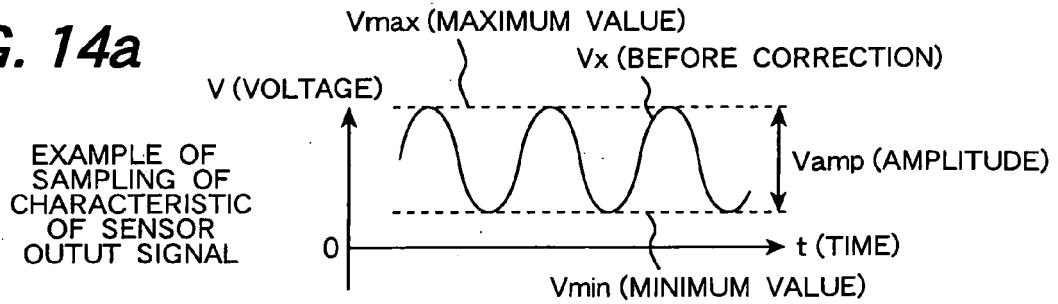 G. 14a
Vmax (MAXIMUM VALUE)
Vx (BEFORE CORRECTION)
V (VOLTAGE)
EXAMPLE OF
SAMPLING OF
CHARACTERISTIC
OF SENSOR
OUTUT SIGNAL
Vamp (AMPLITUDE)
0
t (TIME)
Vmin (MINIMUM VALUE)